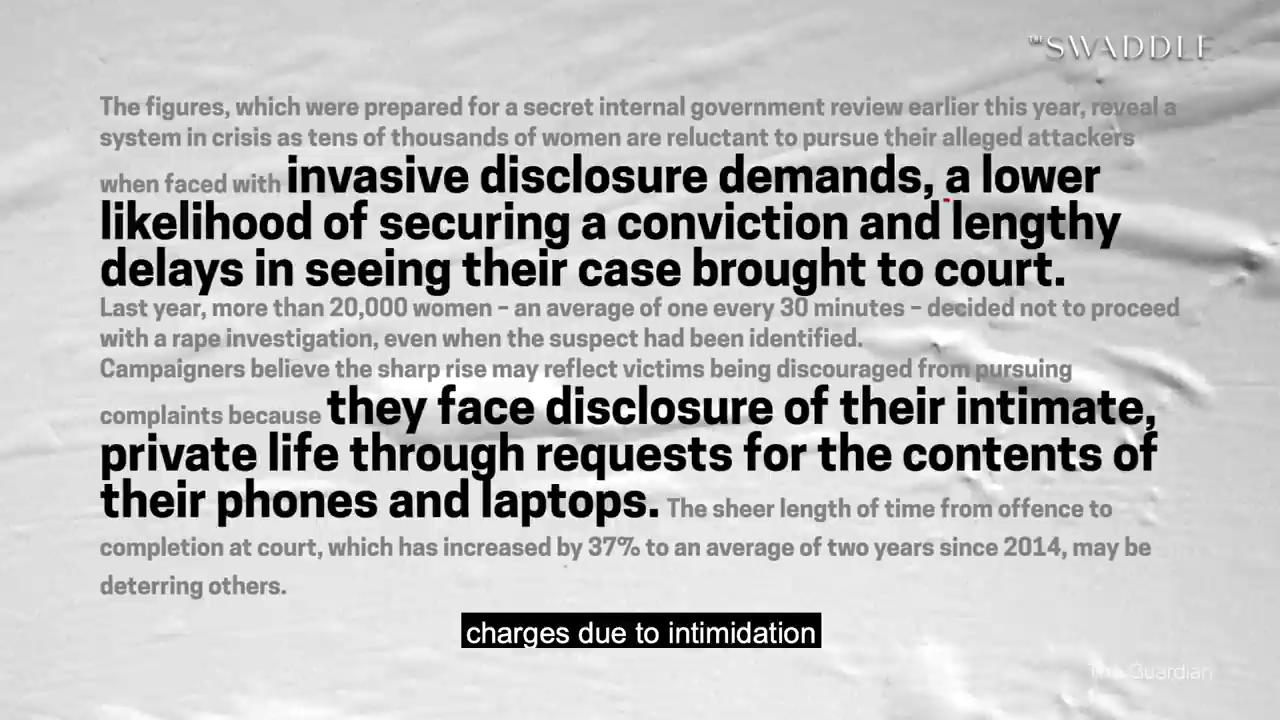 THE SWADDLE
The figures, which were prepared for a secret internal government review earlier this year, reveal a
system in crisis as tens of thousands of women are reluctant to pursue their alleged attackers
when faced with invasive disclosure demands, a lower
likelihood of securing a conviction and lengthy
delays in seeing their case brought to court.
Last year, more than 20,000 women – an average of one every 30 minutes – decided not to proceed
with a rape investigation, even when the suspect had been identified.
Campaigners believe the sharp rise may reflect victims being discouraged from pursuing
complaints because they face disclosure of their intimate,
private life through requests for the contents of
their phones and laptops. The sheer length of time from offence to
completion at court, which has increased by 37% to an average of two years since 2014, may be
deterring others.
charges due to intimidation
The Guardian